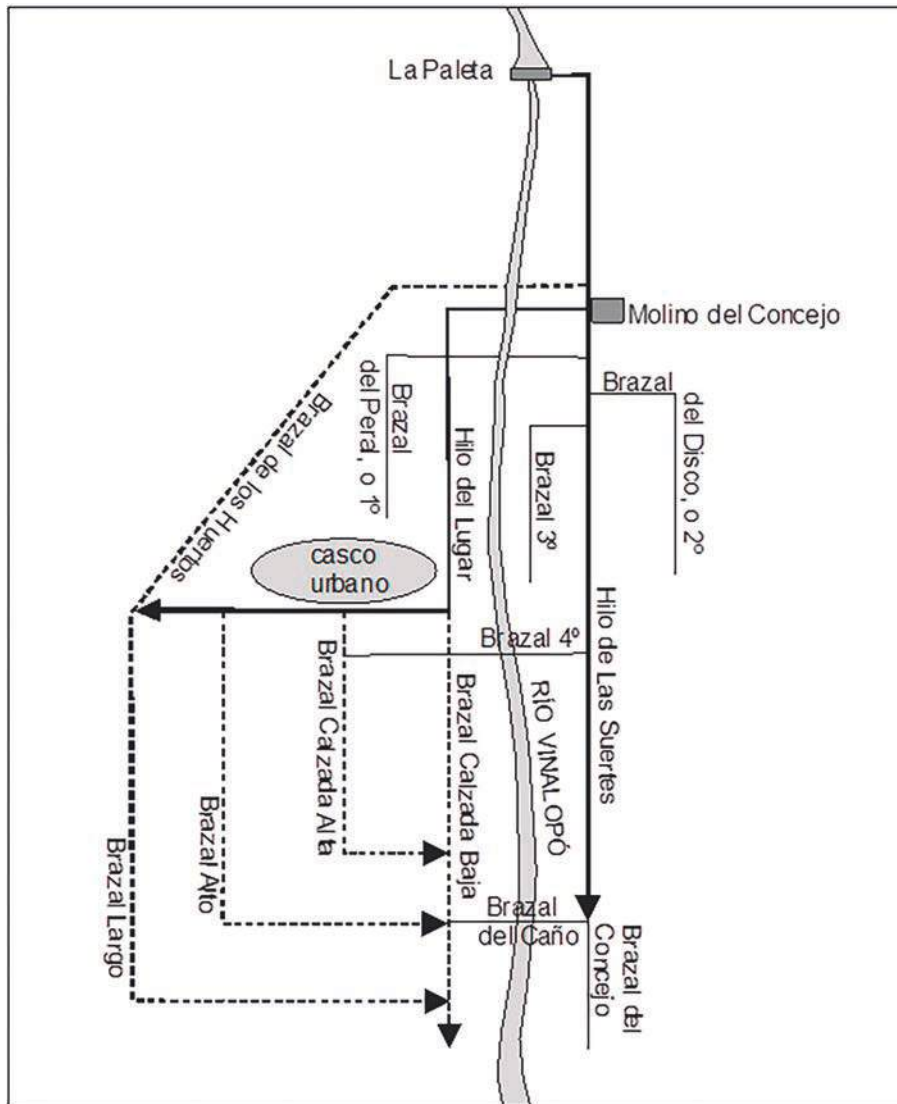 La Paleta
Molino del Concejo
Brazal
del Disco, o 2º
Brazal
del Peral, o 1º
Hilo del Lugar
Brazal 3º
Brazal de los Huertos
casco
urbano
Hilo de Las Suertes
Brazal 4º
RÍO VINALOPÓ
Brazal Calzada Alta
Brazal Calzada Baja
Brazal Alto
Brazal Largo
Brazal
del Caño
Brazal del
Concejo